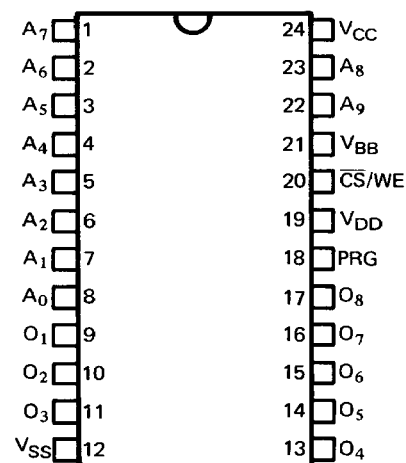 A7 1 24 VCC
A6 2 23 A8
A5 3 22 A9
A4 4 21 VBB
A3 5 20 C̅S̅/WE
A2 6 19 VDD
A1 7 18 PRG
A0 8 17 O8
O1 9 16 O7
O2 10 15 O6
O3 11 14 O5
VSS 12 13 O4